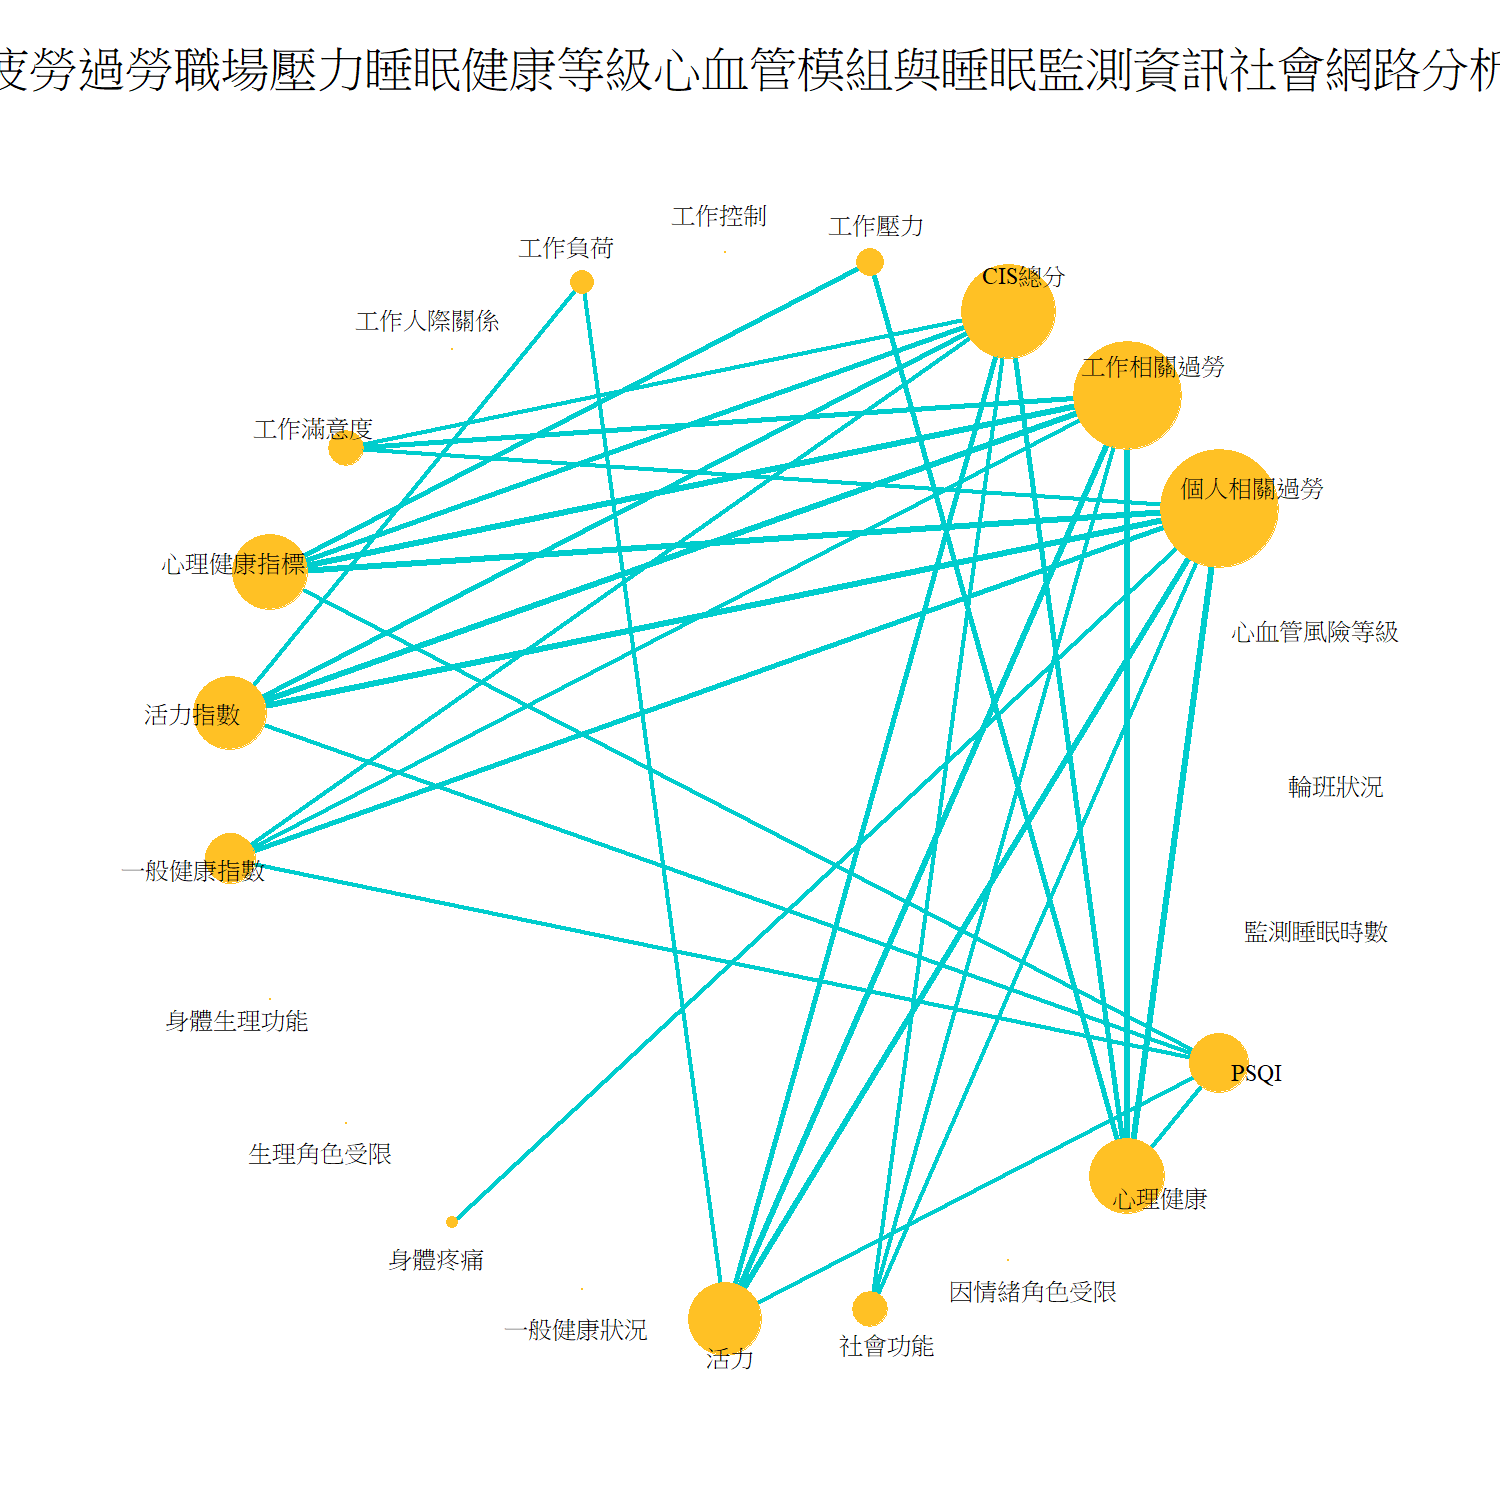 疲勞過勞職場壓力睡眠健康等級心血管模組與睡眠監測資訊社會網路分析
工作控制
工作壓力
工作負荷
CIS總分
工作人際關係
工作相關過勞
工作滿意度
個人相關過勞
心理健康指標
心血管風險等級
活力指數
輪班狀況
一般健康指數
監測睡眠時數
身體生理功能
PSQI
生理角色受限
心理健康
身體疼痛
因情緒角色受限
一般健康狀況
社會功能
活力